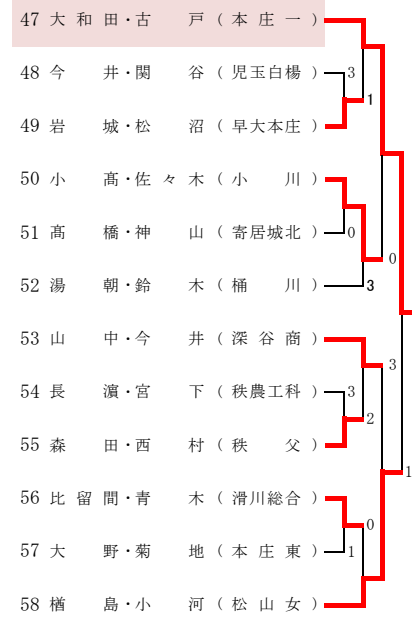 47 大和田・古戸（本庄一）
48 今井・関谷（児玉白楊） 3
1
49 岩城・松沼（早大本庄）
50 小髙・佐々木（小川）
51 髙橋・神山（寄居城北） 0
0
52 湯朝・鈴木（桶川） 3
53 山中・今井（深谷商）
3
54 長濵・宮下（秩農工科） 3
2
55 森田・西村（秩父）
1
56 比留間・青木（滑川総合）
0
57 大野・菊地（本庄東） 1
58 楢島・小河（松山女）